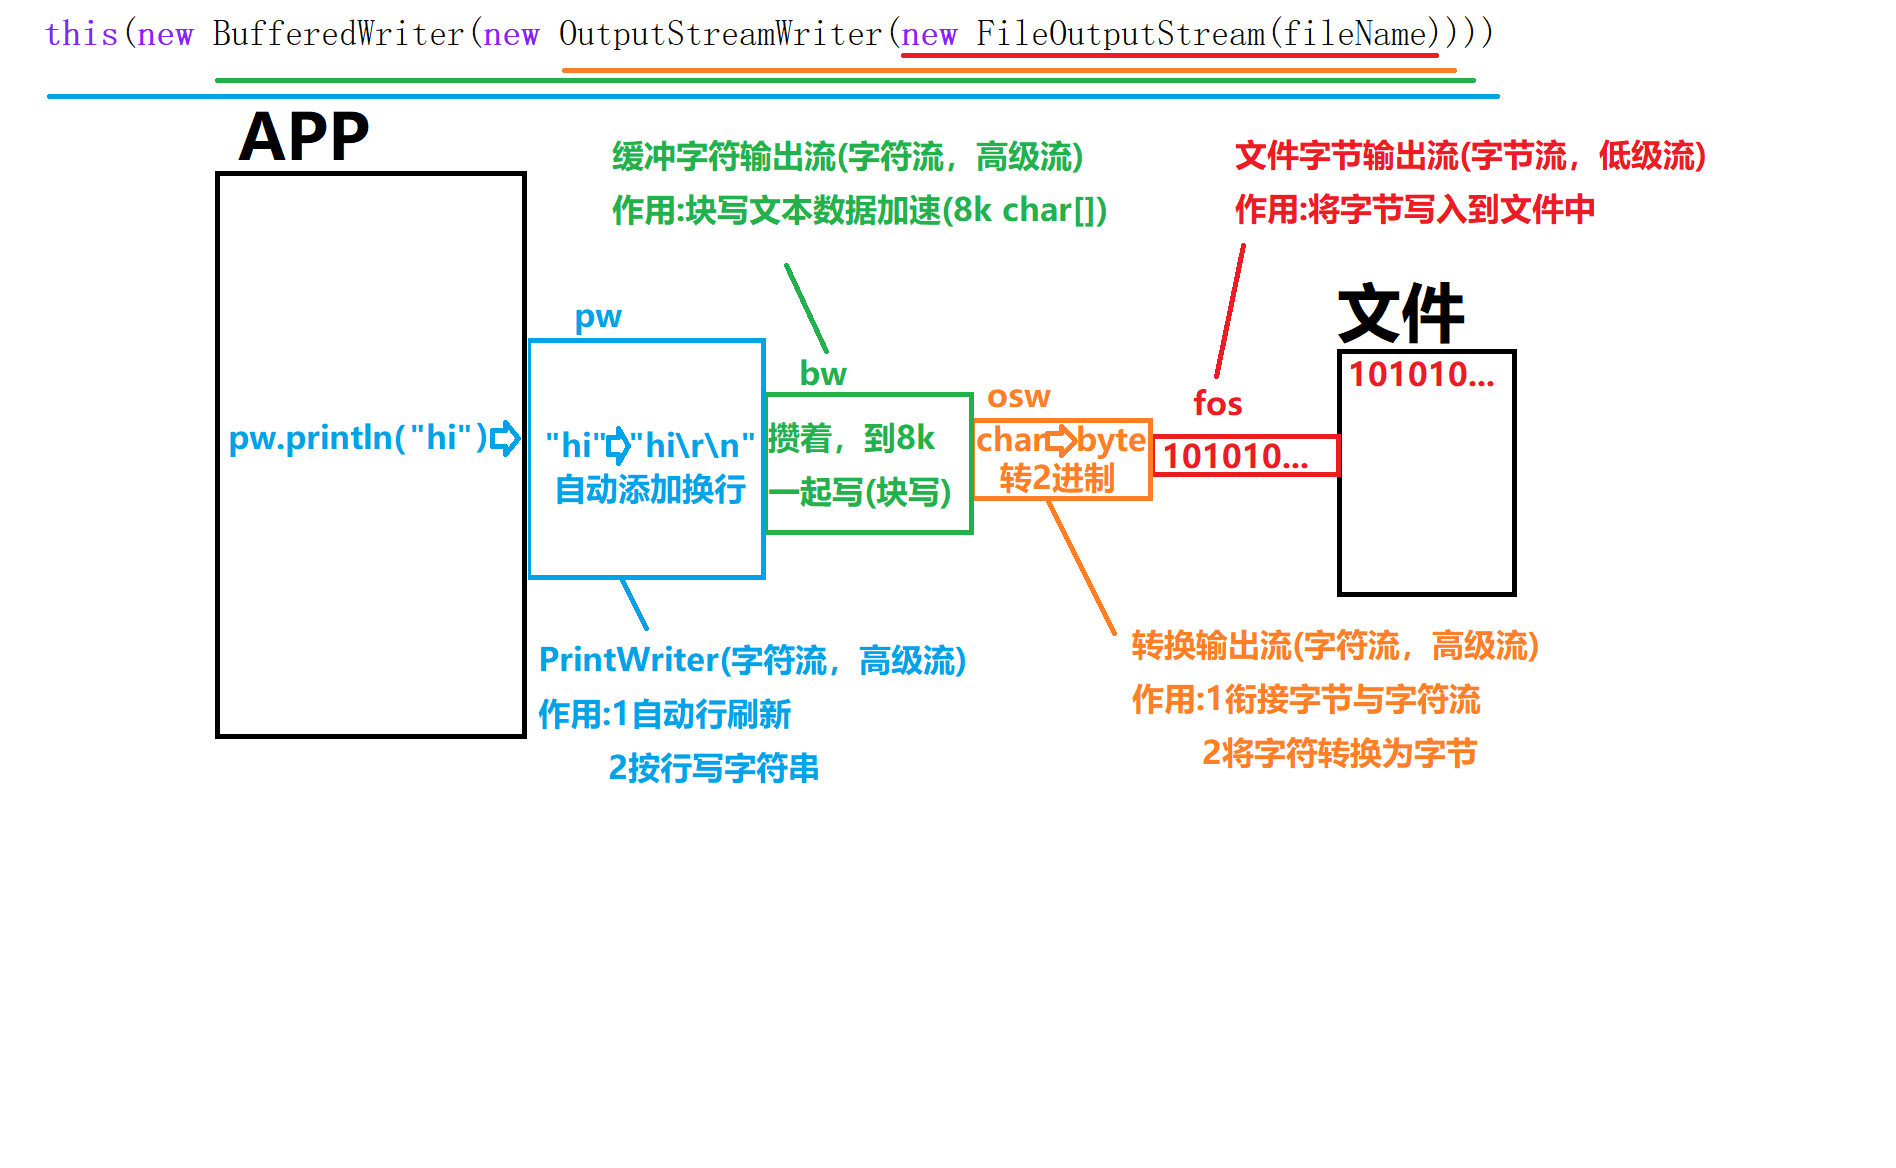 this(new BufferedWriter(new OutputStreamWriter(new FileOutputStream(fileName))))
APP
缓冲字符输出流(字符流，高级流)
作用:块写文本数据加速(8k char[])
文件字节输出流(字节流，低级流)
作用:将字节写入到文件中
文件
pw
bw
osw
fos
101010...
pw.println("hi")
"hi" "hi\r\n"
自动添加换行
攒着，到8k
一起写(块写)
char byte
转2进制
101010...
PrintWriter(字符流，高级流)
作用:1自动行刷新
2按行写字符串
转换输出流(字符流，高级流)
作用:1衔接字节与字符流
2将字符转换为字节